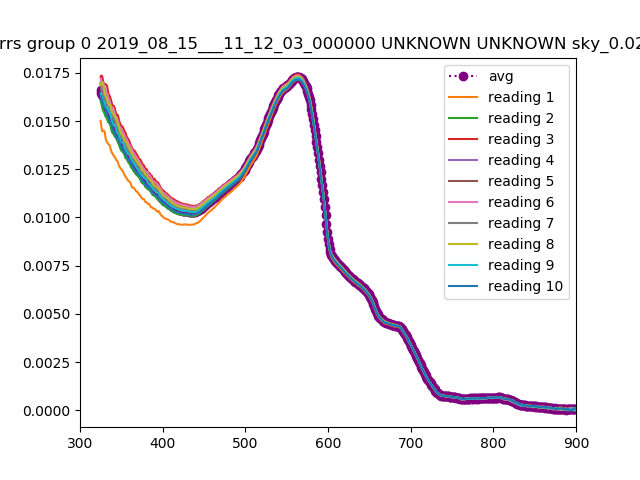 rrs group 0 2019_08_15___11_12_03_000000 UNKNOWN UNKNOWN sky_0.02
0.0175
0.0150
0.0125
0.0100
0.0075
0.0050
0.0025
0.0000
300 400 500 600 700 800 900
avg
reading 1
reading 2
reading 3
reading 4
reading 5
reading 6
reading 7
reading 8
reading 9
reading 10